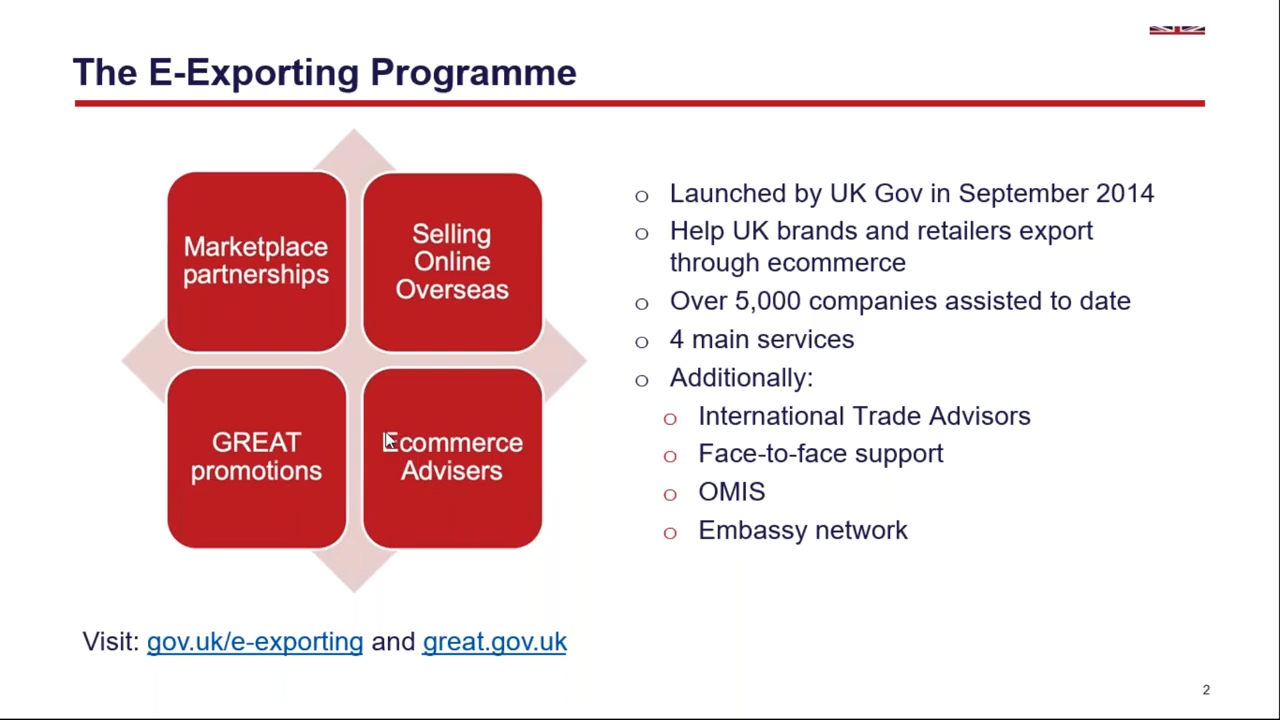 The E-Exporting Programme
Marketplace
partnerships
Selling
Online
Overseas
GREAT
promotions
Ecommerce
Advisers
o Launched by UK Gov in September 2014
o Help UK brands and retailers export
through ecommerce
o Over 5,000 companies assisted to date
o 4 main services
o Additionally:
o International Trade Advisors
o Face-to-face support
o OMIS
o Embassy network
Visit: gov.uk/e-exporting and great.gov.uk
2